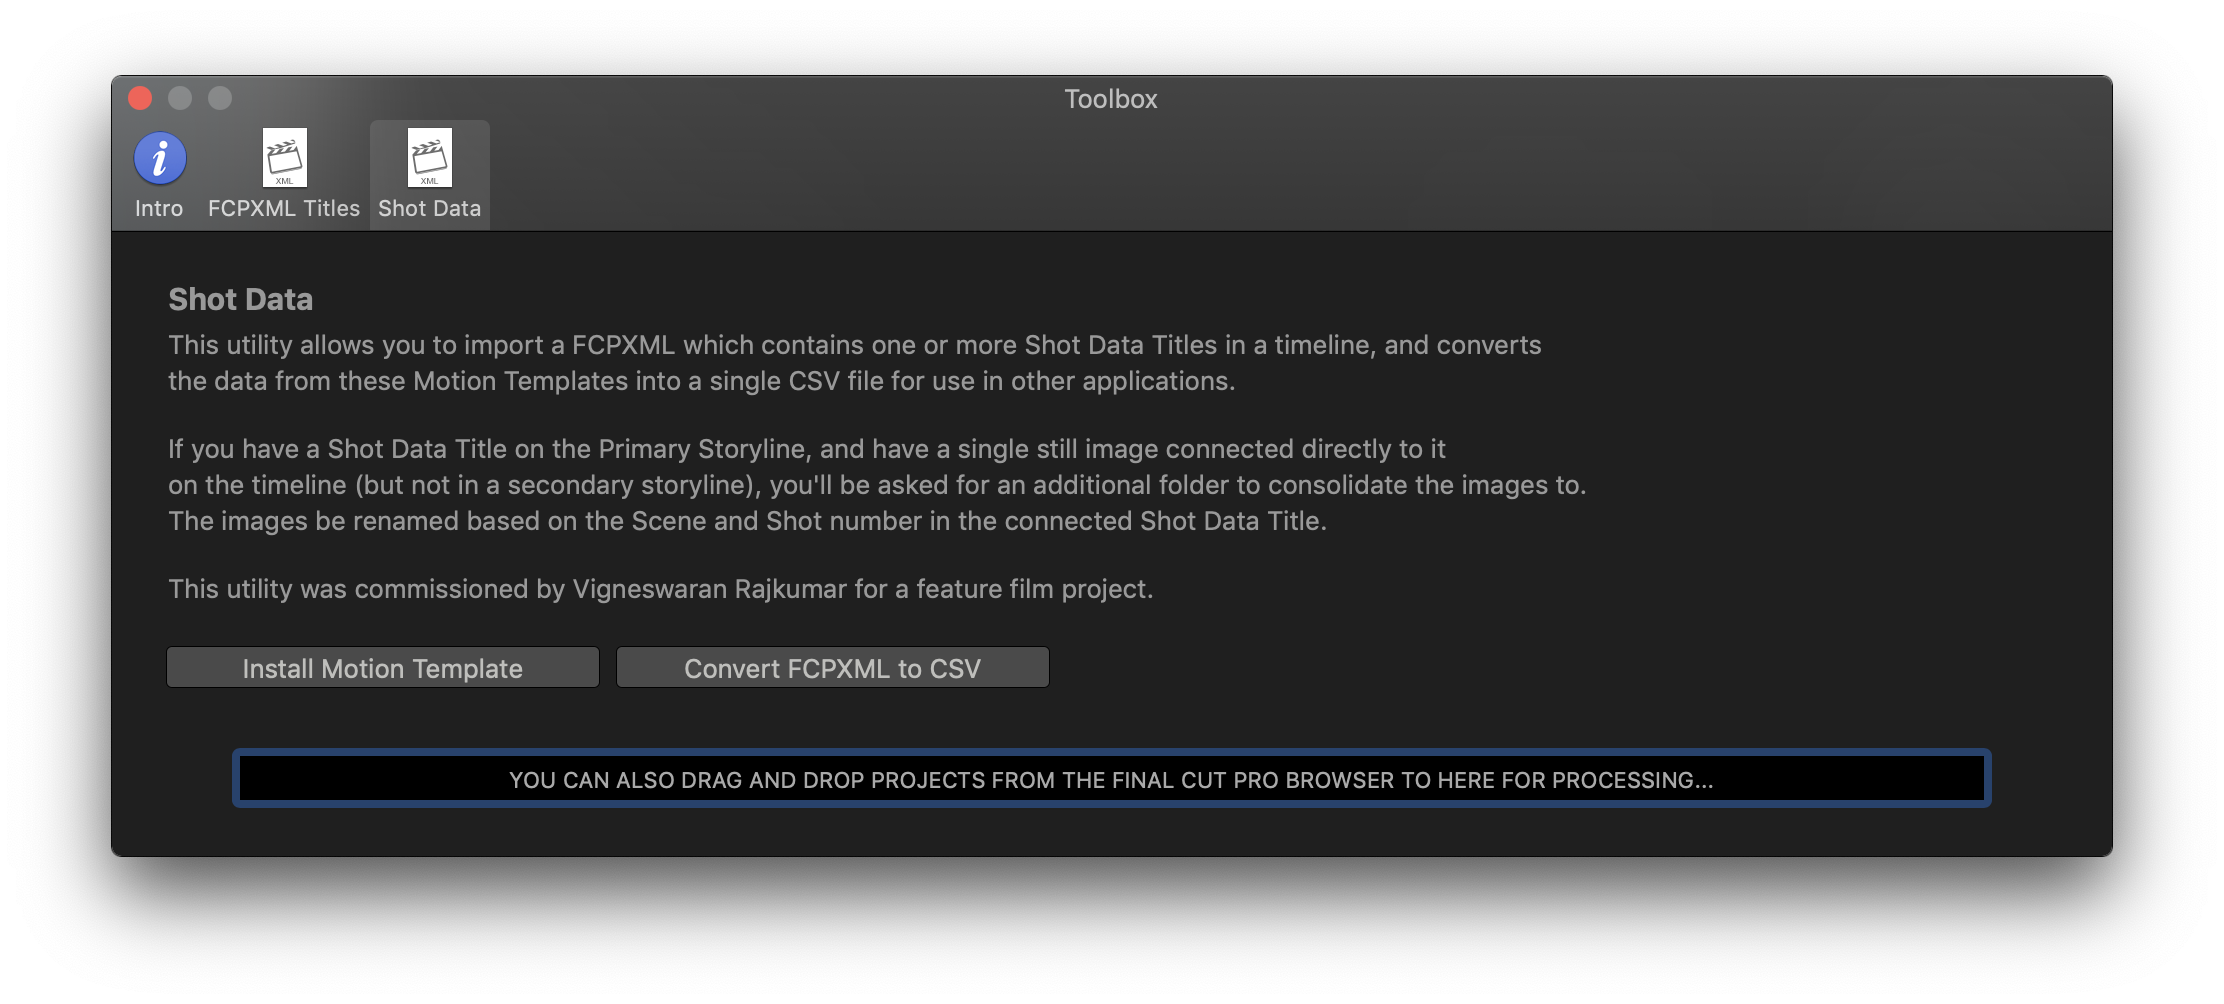 Toolbox
i
XML
XML
Intro
FCPXML Titles
Shot Data
Shot Data
This utility allows you to import a FCPXML which contains one or more Shot Data Titles in a timeline, and converts
the data from these Motion Templates into a single CSV file for use in other applications.
If you have a Shot Data Title on the Primary Storyline, and have a single still image connected directly to it
on the timeline (but not in a secondary storyline), you'll be asked for an additional folder to consolidate the images to.
The images be renamed based on the Scene and Shot number in the connected Shot Data Title.
This utility was commissioned by Vigneswaran Rajkumar for a feature film project.
Install Motion Template
Convert FCPXML to CSV
YOU CAN ALSO DRAG AND DROP PROJECTS FROM THE FINAL CUT PRO BROWSER TO HERE FOR PROCESSING...